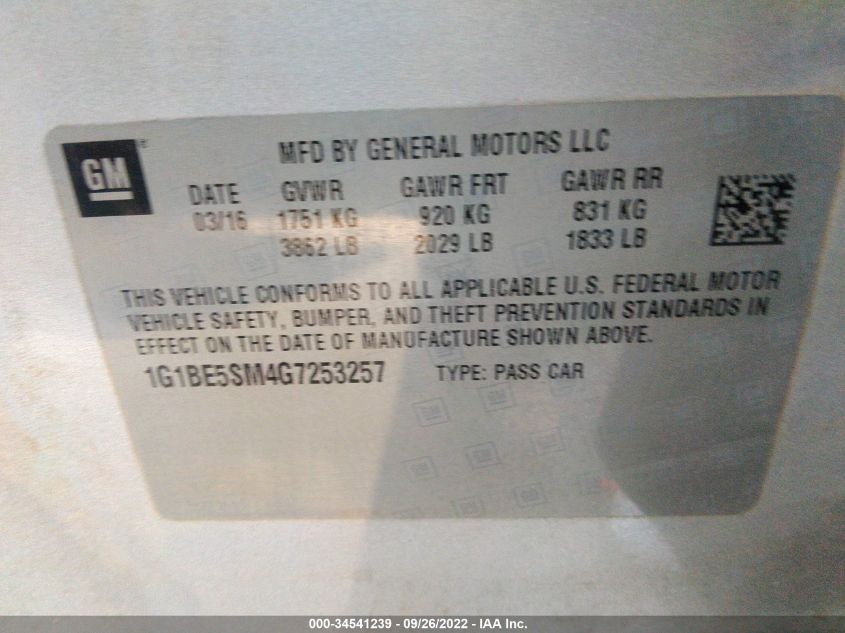 GM
MFD BY GENERAL MOTORS LLC
DATE GVWR GAWR FRT GAWR RR
03/16 1751 KG 920 KG 831 KG
3862 LB 2029 LB 1833 LB
THIS VEHICLE CONFORMS TO ALL APPLICABLE U.S. FEDERAL MOTOR
VEHICLE SAFETY, BUMPER, AND THEFT PREVENTION STANDARDS IN
EFFECT ON THE DATE OF MANUFACTURE SHOWN ABOVE.
1G1BE5SM4G7253257 TYPE: PASS CAR
000-34541239 - 09/26/2022 - IAA Inc.